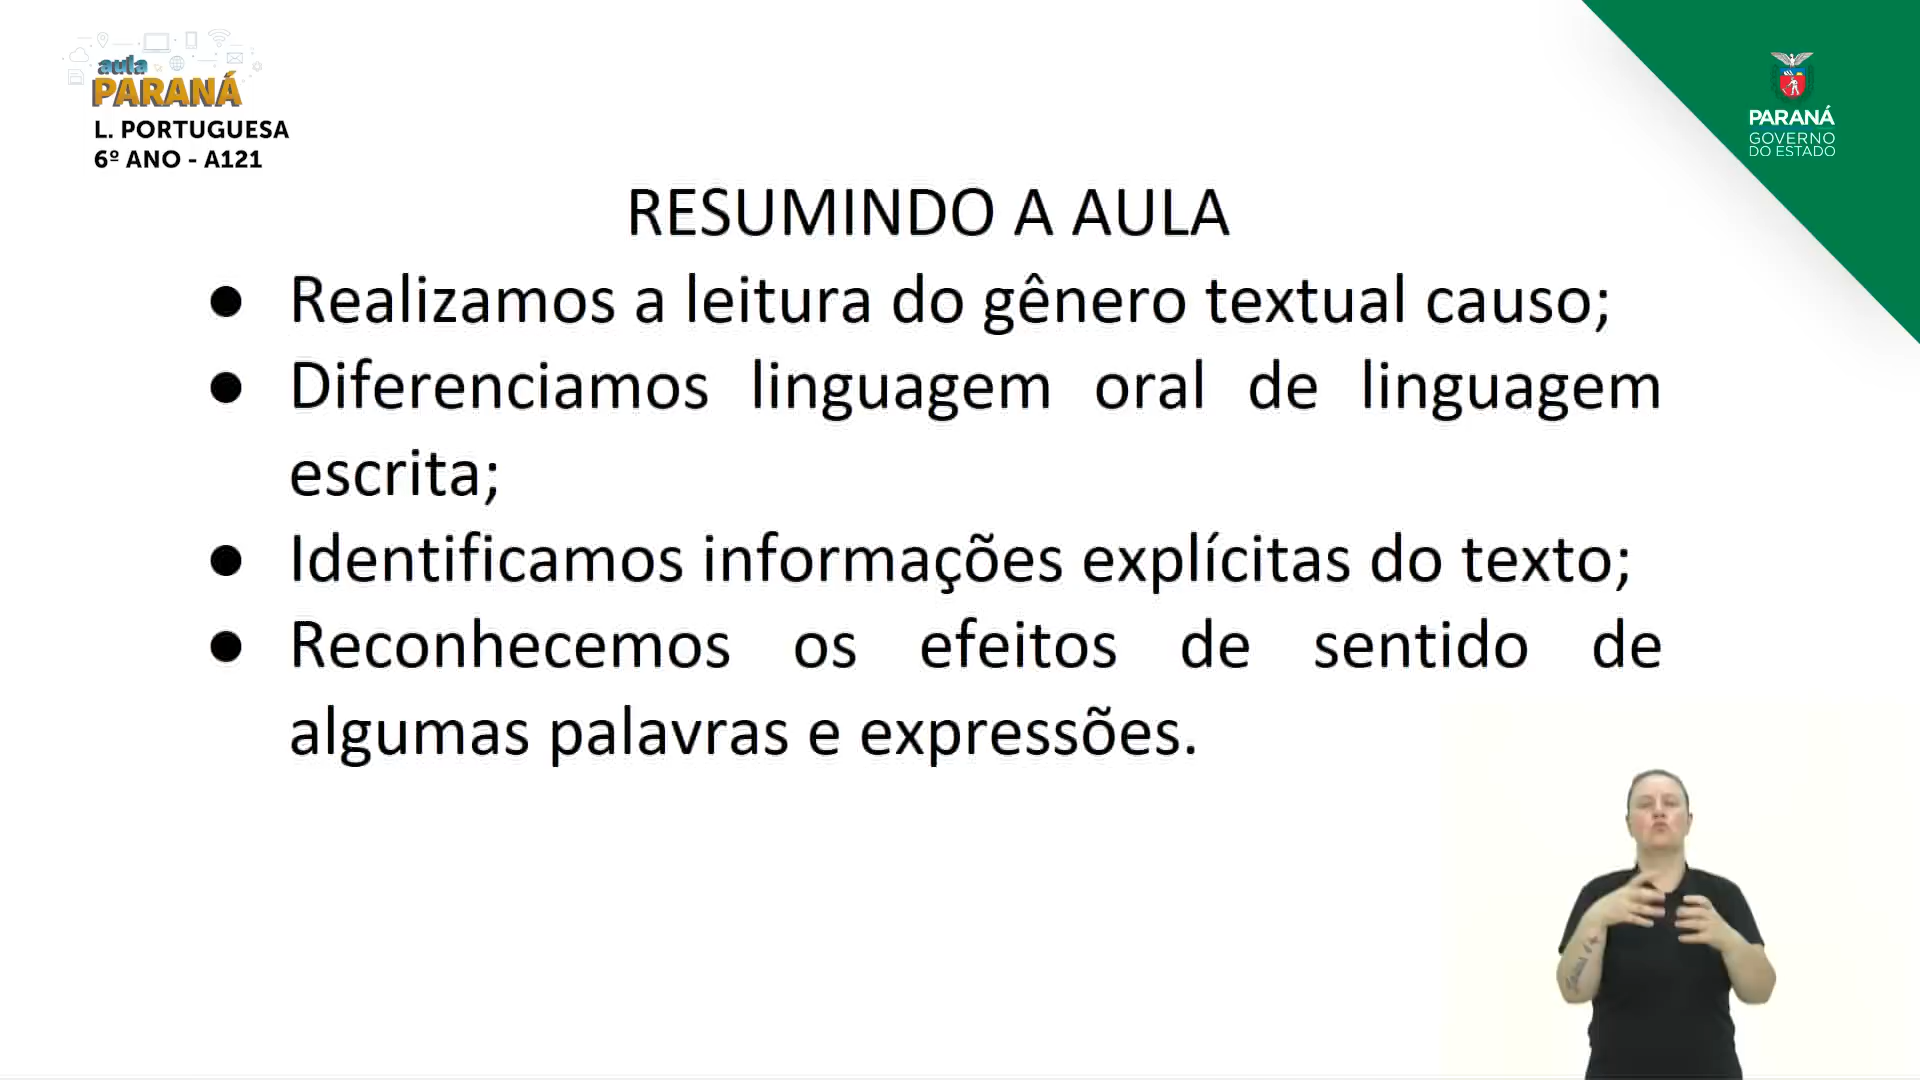 aula
PARANÁ
L. PORTUGUESA
6º ANO - A121
PARANÁ
GOVERNO
DO ESTADO
RESUMINDO A AULA
● Realizamos a leitura do gênero textual causo;
● Diferenciamos linguagem oral de linguagem
escrita;
● Identificamos informações explícitas do texto;
● Reconhecemos os efeitos de sentido de
algumas palavras e expressões.